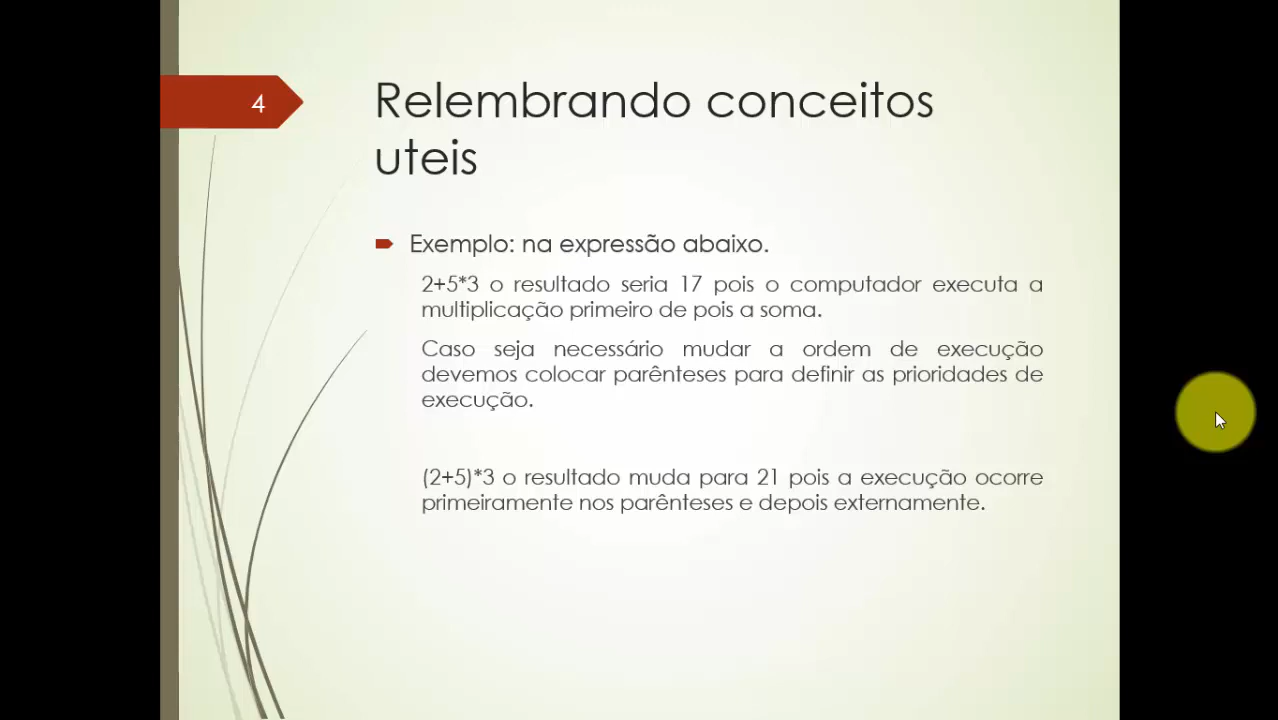 4
Relembrando conceitos
uteis
Exemplo: na expressão abaixo.
2+5*3 o resultado seria 17 pois o computador executa a
multiplicação primeiro de pois a soma.
Caso seja necessário mudar a ordem de execução
devemos colocar parênteses para definir as prioridades de
execução.
(2+5)*3 o resultado muda para 21 pois a execução ocorre
primeiramente nos parênteses e depois externamente.